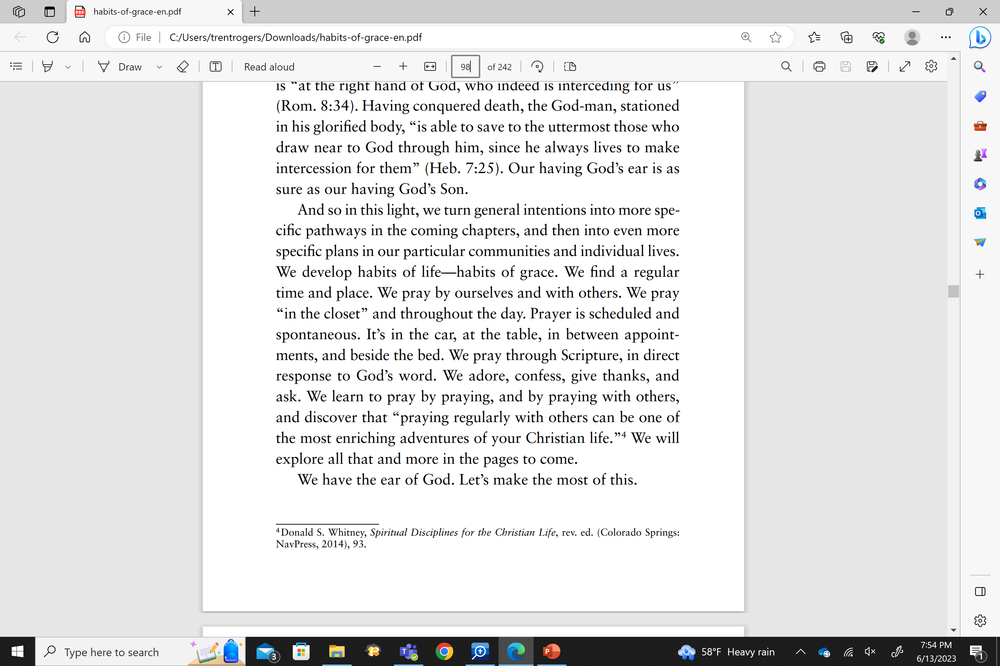 habits-of-grace-en.pdf
File
C:/Users/trentrogers/Downloads/habits-of-grace-en.pdf
Draw
Read aloud
98
of 242
is “at the right hand of God, who indeed is interceding for us”
(Rom. 8:34). Having conquered death, the God-man, stationed
in his glorified body, “is able to save to the uttermost those who
draw near to God through him, since he always lives to make
intercession for them” (Heb. 7:25). Our having God’s ear is as
sure as our having God’s Son.
And so in this light, we turn general intentions into more spe-
cific pathways in the coming chapters, and then into even more
specific plans in our particular communities and individual lives.
We develop habits of life—habits of grace. We find a regular
time and place. We pray by ourselves and with others. We pray
“in the closet” and throughout the day. Prayer is scheduled and
spontaneous. It’s in the car, at the table, in between appoint-
ments, and beside the bed. We pray through Scripture, in direct
response to God’s word. We adore, confess, give thanks, and
ask. We learn to pray by praying, and by praying with others,
and discover that “praying regularly with others can be one of
the most enriching adventures of your Christian life.”⁴ We will
explore all that and more in the pages to come.
We have the ear of God. Let’s make the most of this.
⁴ Donald S. Whitney, Spiritual Disciplines for the Christian Life, rev. ed. (Colorado Springs:
NavPress, 2014), 93.
Type here to search
3
58°F Heavy rain
7:54 PM
6/13/2023
1